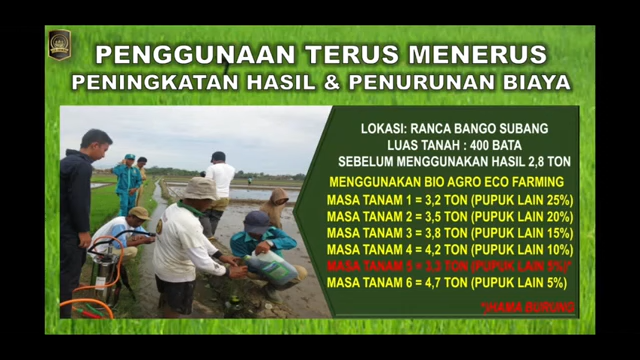 PENGGUNAAN TERUS MENERUS
PENINGKATAN HASIL & PENURUNAN BIAYA
LOKASI: RANCA BANGO SUBANG
LUAS TANAH : 400 BATA
SEBELUM MENGGUNAKAN HASIL 2,8 TON
MENGGUNAKAN BIO AGRO ECO FARMING
MASA TANAM 1 = 3,2 TON (PUPUK LAIN 25%)
MASA TANAM 2 = 3,5 TON (PUPUK LAIN 20%)
MASA TANAM 3 = 3,8 TON (PUPUK LAIN 15%)
MASA TANAM 4 = 4,2 TON (PUPUK LAIN 10%)
MASA TANAM 5 = 3,3 TON (PUPUK LAIN 5%)*
MASA TANAM 6 = 4,7 TON (PUPUK LAIN 5%)
*)HAMA BURUNG